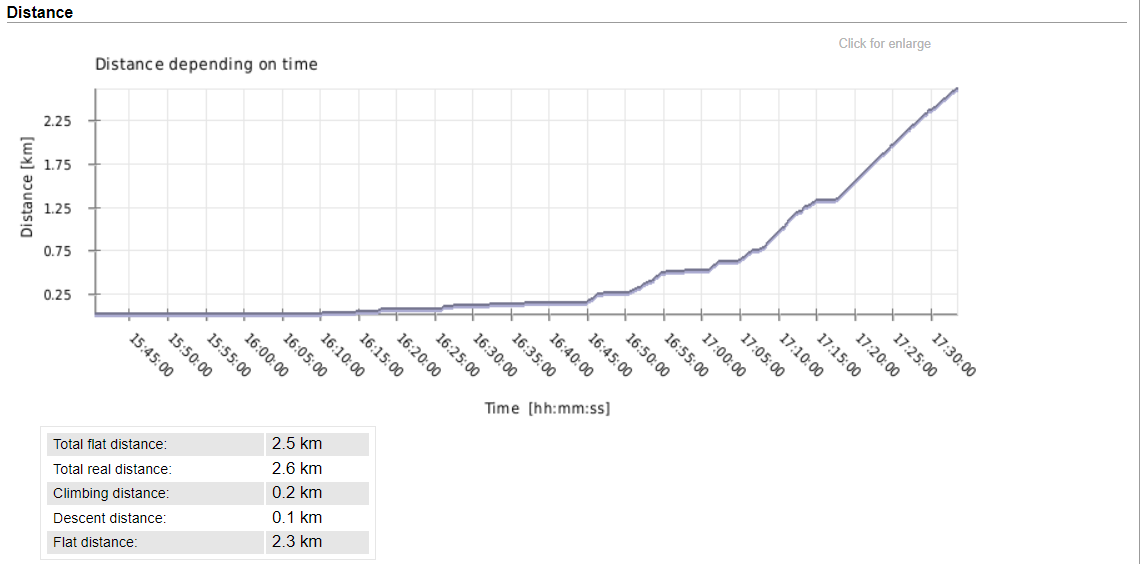 Distance
Click for enlarge
Distance depending on time
2.25
1.75
1.25
0.75
0.25
Distance [km]
15:45:00 15:50:00 15:55:00 16:00:00 16:05:00 16:10:00 16:15:00 16:20:00 16:25:00 16:30:00 16:35:00 16:40:00 16:45:00 16:50:00 16:55:00 17:00:00 17:05:00 17:10:00 17:15:00 17:20:00 17:25:00 17:30:00
Time [hh:mm:ss]
Total flat distance: 2.5 km
Total real distance: 2.6 km
Climbing distance: 0.2 km
Descent distance: 0.1 km
Flat distance: 2.3 km